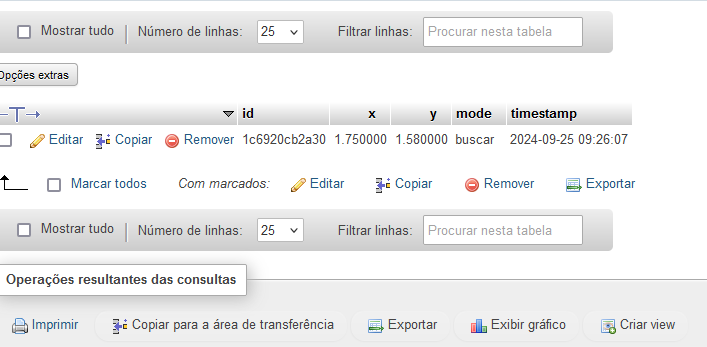 Mostrar tudo Número de linhas: 25 Filtrar linhas: Procurar nesta tabela
Opções extras
id x y mode timestamp
Editar Copiar Remover 1c6920cb2a30 1.750000 1.580000 buscar 2024-09-25 09:26:07
Marcar todos Com marcados: Editar Copiar Remover Exportar
Mostrar tudo Número de linhas: 25 Filtrar linhas: Procurar nesta tabela
Operações resultantes das consultas
Imprimir Copiar para a área de transferência Exportar Exibir gráfico Criar view